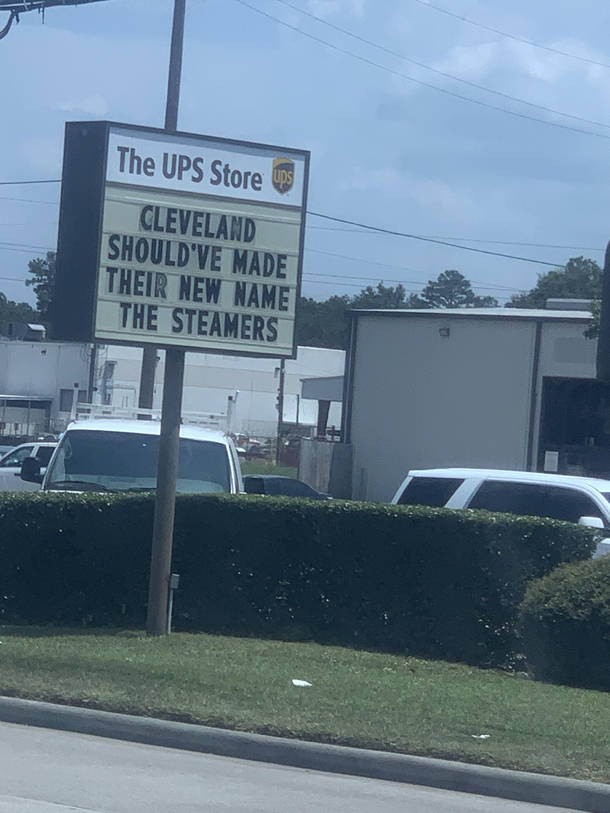 The UPS Store
ups
CLEVELAND
SHOULD'VE MADE
THEIR NEW NAME
THE STEAMERS